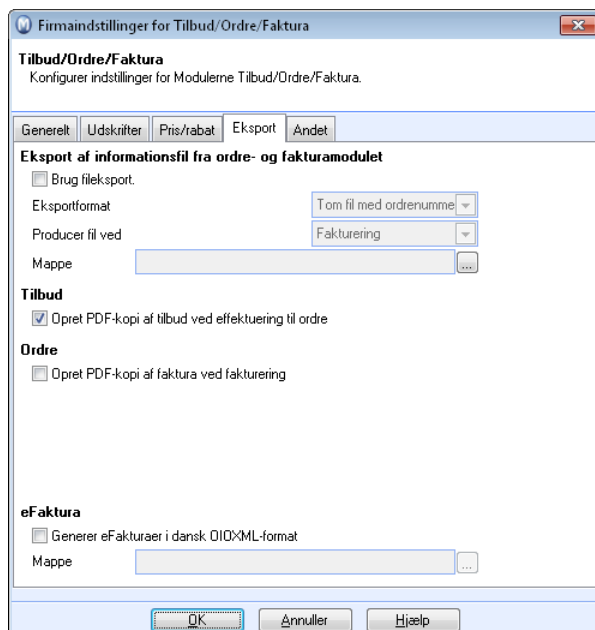 Firmaindstillinger for Tilbud/Ordre/Faktura
Tilbud/Ordre/Faktura
Konfigurer indstillinger for Modulerne Tilbud/Ordre/Faktura.
Generelt Udskrifter Pris/rabat Eksport Andet
Eksport af informationsfil fra ordre- og fakturamodulet
Brug fileksport.
Eksportformat Tom fil med ordrenumme
Producer fil ved Fakturering
Mappe ...
Tilbud
Opret PDF-kopi af tilbud ved effektuering til ordre
Ordre
Opret PDF-kopi af faktura ved fakturering
eFaktura
Generer eFakturaer i dansk OIOXML-format
Mappe ...
OK Annuller Hjælp